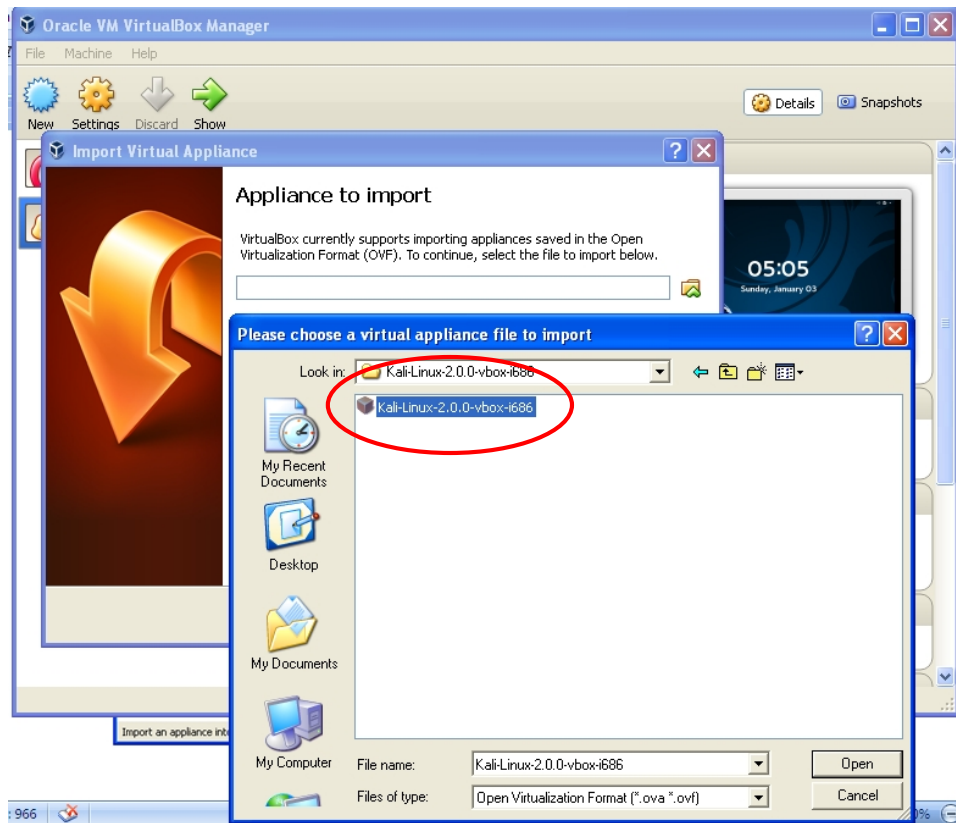 Oracle VM VirtualBox Manager
File Machine Help
New Settings Discard Show
Details Snapshots
Import Virtual Appliance
Appliance to import
VirtualBox currently supports importing appliances saved in the Open
Virtualization Format (OVF). To continue, select the file to import below.
05:05
Sunday, January 03
Please choose a virtual appliance file to import
Look in: Kali-Linux-2.0.0-vbox-i686
Kali-Linux-2.0.0-vbox-i686
My Recent
Documents
Desktop
My Documents
My Computer
File name: Kali-Linux-2.0.0-vbox-i686
Open
Files of type: Open Virtualization Format (*.ova *.ovf)
Cancel
Import an appliance
: 966